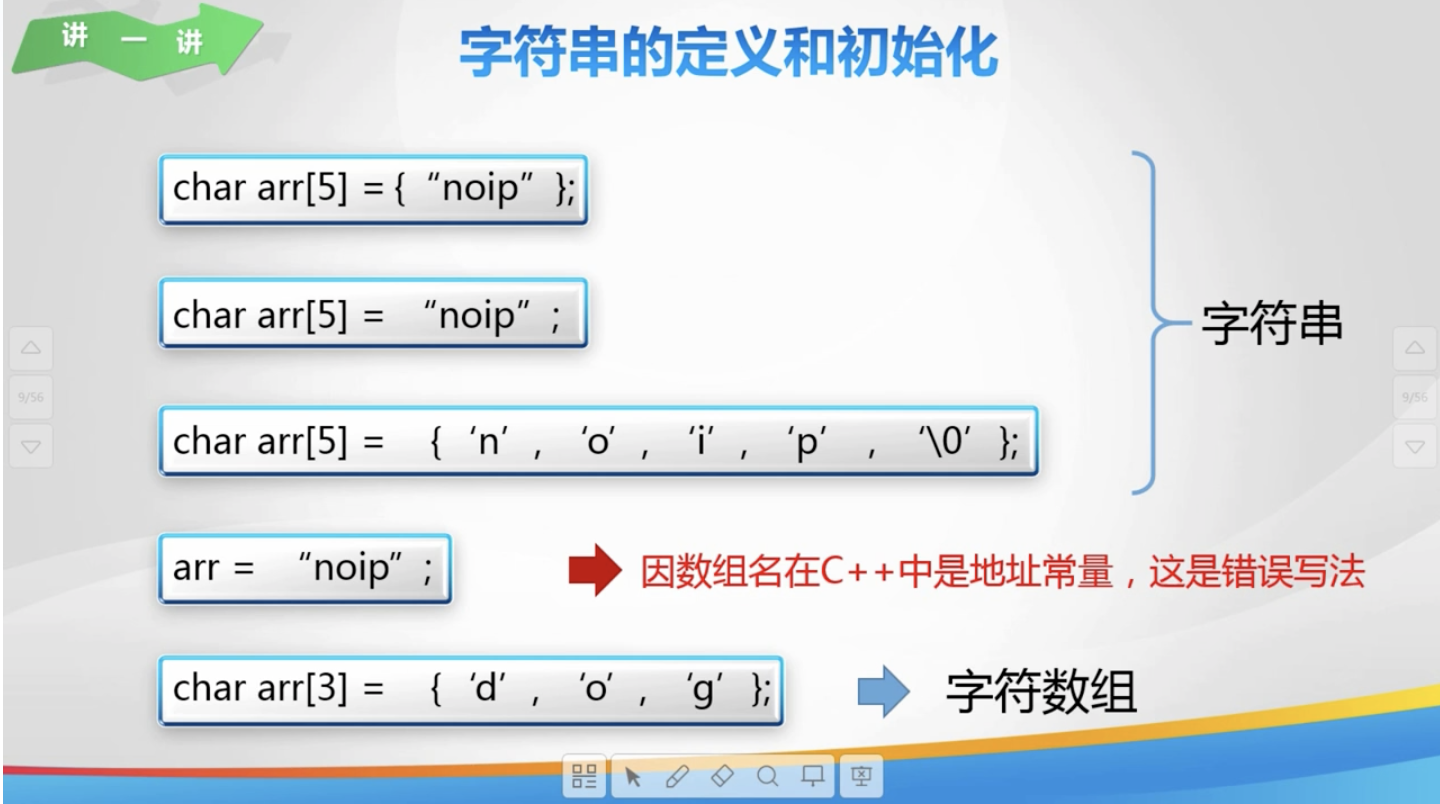 讲 一 讲
字符串的定义和初始化
char arr[5] = { “noip” };
char arr[5] = “noip” ;
字符串
9/56
9/56
char arr[5] = { ‘n’ , ‘o’ , ‘i’ , ‘p’ , ‘\0’ };
arr = “noip” ;
因数组名在C++中是地址常量，这是错误写法
char arr[3] = { ‘d’ , ‘o’ , ‘g’ };
字符数组